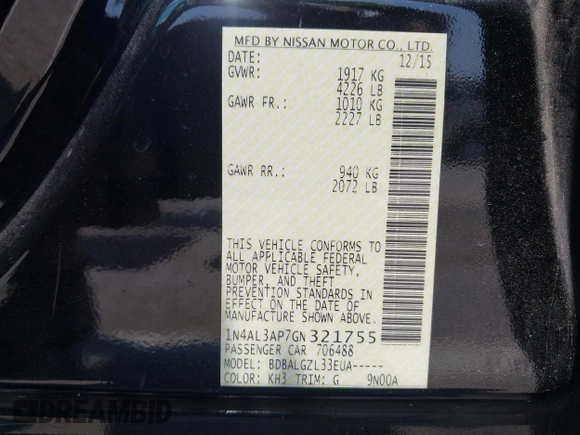 MFD BY NISSAN MOTOR CO., LTD.
DATE: 12/15
GVWR: 1917 KG
4226 LB
GAWR FR.: 1010 KG
2227 LB
GAWR RR.: 940 KG
2072 LB
THIS VEHICLE CONFORMS TO
ALL APPLICABLE FEDERAL
MOTOR VEHICLE SAFETY,
BUMPER, AND THEFT
PREVENTION STANDARDS IN
EFFECT ON THE DATE OF
MANUFACTURE SHOWN ABOVE.
1N4AL3AP7GN321755
PASSENGER CAR 706488
MODEL: BDBALGZL33EUA-----
COLOR: KH3 TRIM: G 9N00A
DREAMBID